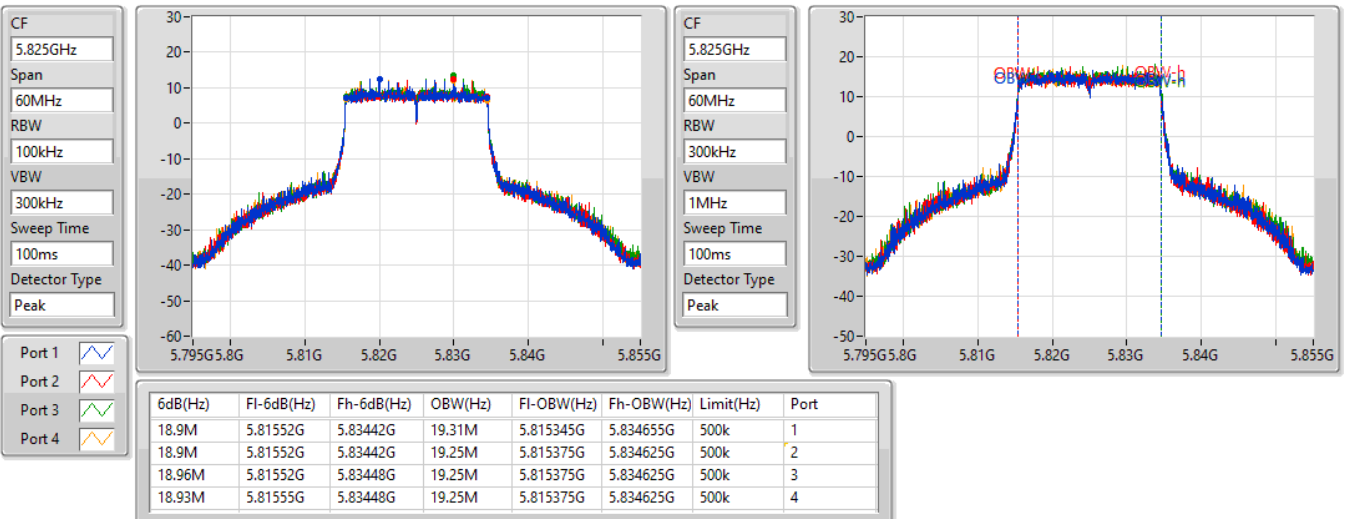 CF
5.825GHz
Span
60MHz
RBW
100kHz
VBW
300kHz
Sweep Time
100ms
Detector Type
Peak
30
20
10
0
-10
-20
-30
-40
-50
-60
5.795G 5.8G 5.81G 5.82G 5.83G 5.84G 5.855G
CF
5.825GHz
Span
60MHz
RBW
300kHz
VBW
1MHz
Sweep Time
100ms
Detector Type
Peak
30
20
10
0
-10
-20
-30
-40
-50
OBW-h
5.795G 5.8G 5.81G 5.82G 5.83G 5.84G 5.855G
Port 1
Port 2
Port 3
Port 4
6dB(Hz) Fl-6dB(Hz) Fh-6dB(Hz) OBW(Hz) Fl-OBW(Hz) Fh-OBW(Hz) Limit(Hz) Port
18.9M 5.81552G 5.83442G 19.31M 5.815345G 5.834655G 500k 1
18.9M 5.81552G 5.83442G 19.25M 5.815375G 5.834625G 500k 2
18.96M 5.81552G 5.83448G 19.25M 5.815375G 5.834625G 500k 3
18.93M 5.81555G 5.83448G 19.25M 5.815375G 5.834625G 500k 4